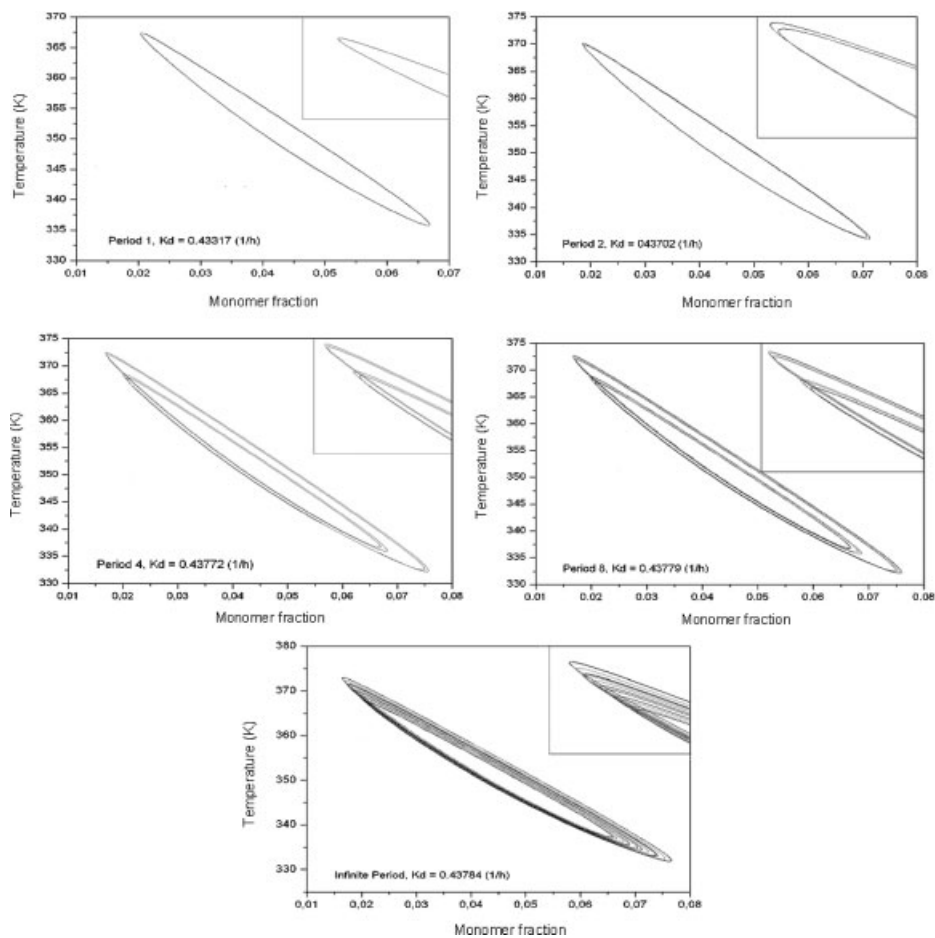 370
365
360
355
350
345
340
335
330
Temperature (K)
Period 1, Kd = 0.43317 (1/h)
0.01 0.02 0.03 0.04 0.05 0.06 0.07
Monomer fraction
375
370
365
360
355
350
345
340
335
330
Temperature (K)
Period 2, Kd = 043702 (1/h)
0.01 0.02 0.03 0.04 0.05 0.06 0.07 0.08
Monomer fraction
375
370
365
360
355
350
345
340
335
330
Temperature (K)
Period 4, Kd = 0.43772 (1/h)
0,01 0,02 0,03 0,04 0,05 0,06 0,07 0,08
Monomer fraction
375
370
365
360
355
350
345
340
335
330
Temperature (K)
Period 8, Kd = 0.43779 (1/h)
0.01 0.02 0.03 0.04 0.05 0.06 0.07 0.08
Monomer fraction
380
370
360
350
340
330
Temperature (K)
Infinite Period, Kd = 0.43784 (1/h)
0,01 0,02 0,03 0,04 0,05 0,06 0,07 0,08
Monomer fraction